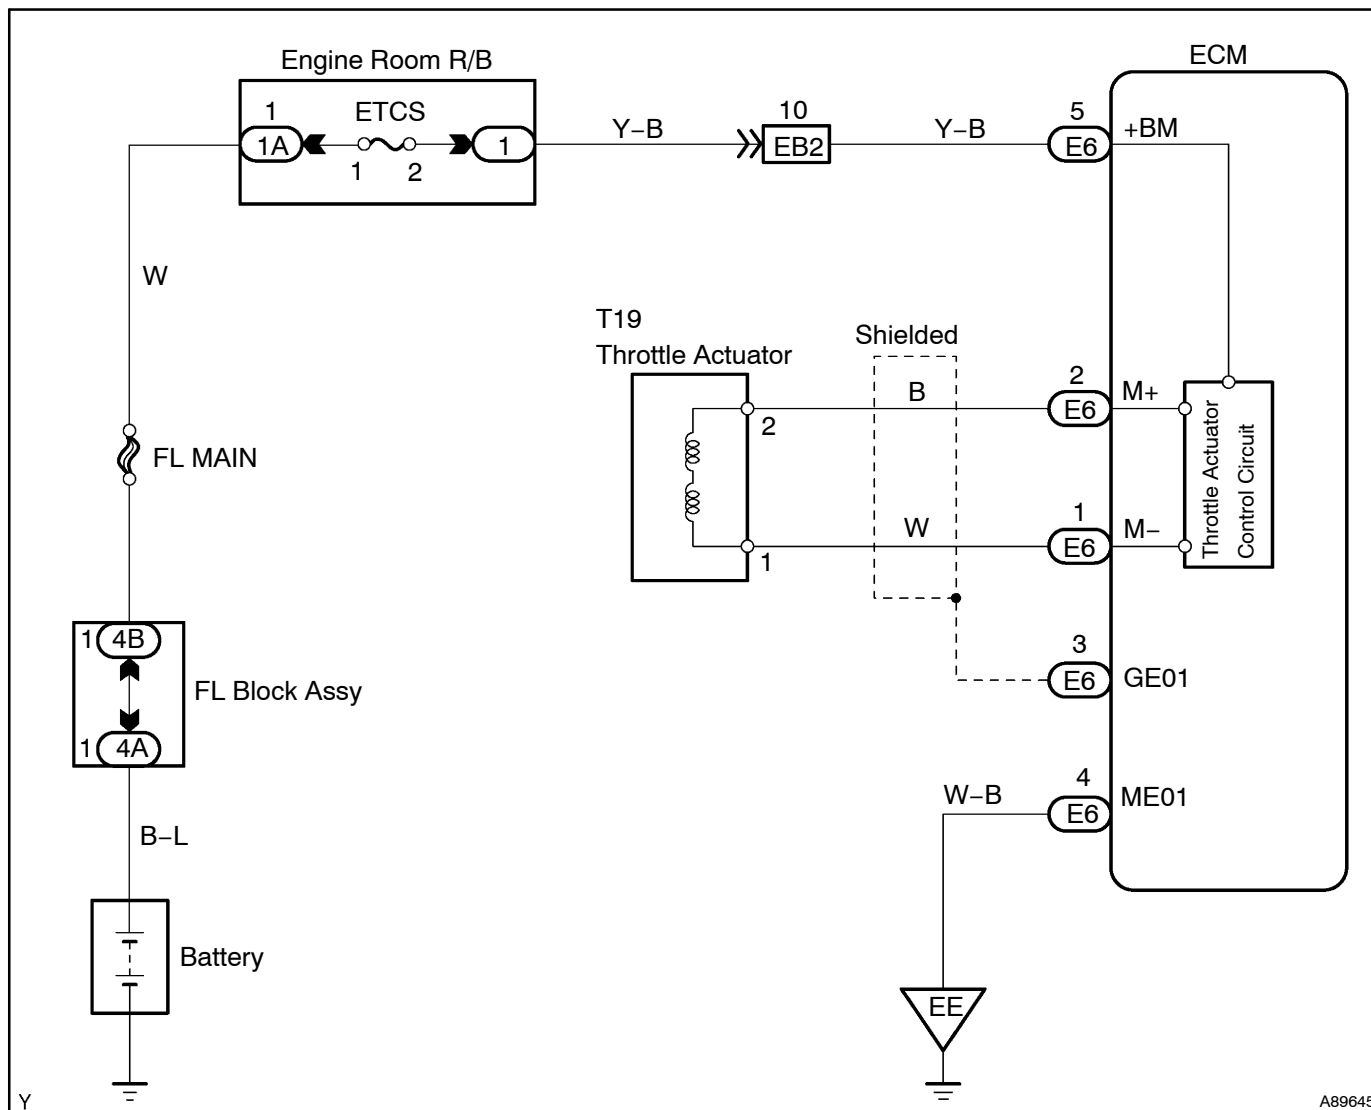 Engine Room R/B
ECM
1
ETCS
1A
1
1
2
Y–B
10
EB2
Y–B
5
E6
+BM
W
T19
Throttle Actuator
Shielded
2
B
2
E6
M+
FL MAIN
Throttle Actuator
Control Circuit
1
W
1
E6
M–
3
E6
GE01
1
4B
FL Block Assy
1
4A
4
E6
ME01
W–B
B–L
Battery
EE
Y
A89645